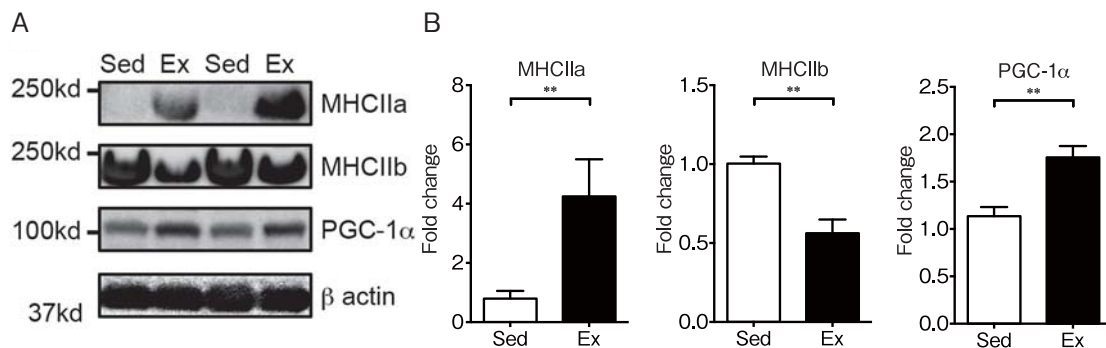 A
Sed Ex Sed Ex
250kd
MHCIIa
250kd
MHCIIb
100kd
PGC-1α
37kd
β actin
B
MHCIIa
**
Fold change
8
6
4
2
0
Sed Ex
MHCIIb
**
Fold change
1.5
1.0
0.5
0.0
Sed Ex
PGC-1α
**
Fold change
2.5
2.0
1.5
1.0
0.5
0.0
Sed Ex